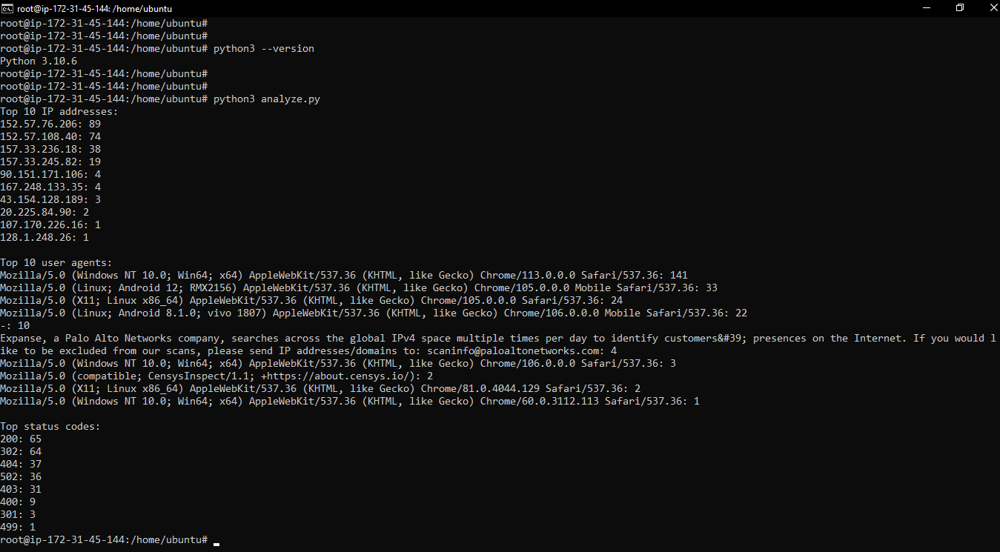 root@ip-172-31-45-144: /home/ubuntu
root@ip-172-31-45-144:/home/ubuntu#
root@ip-172-31-45-144:/home/ubuntu#
root@ip-172-31-45-144:/home/ubuntu# python3 --version
Python 3.10.6
root@ip-172-31-45-144:/home/ubuntu#
root@ip-172-31-45-144:/home/ubuntu#
root@ip-172-31-45-144:/home/ubuntu# python3 analyze.py
Top 10 IP addresses:
152.57.76.206: 89
152.57.108.40: 74
157.33.236.18: 38
157.33.245.82: 19
90.151.171.106: 4
167.248.133.35: 4
43.154.128.189: 3
20.225.84.90: 2
107.170.226.16: 1
128.1.248.26: 1
Top 10 user agents:
Mozilla/5.0 (Windows NT 10.0; Win64; x64) AppleWebKit/537.36 (KHTML, like Gecko) Chrome/113.0.0.0 Safari/537.36: 141
Mozilla/5.0 (Linux; Android 12; RMX2156) AppleWebKit/537.36 (KHTML, like Gecko) Chrome/105.0.0.0 Mobile Safari/537.36: 33
Mozilla/5.0 (X11; Linux x86_64) AppleWebKit/537.36 (KHTML, like Gecko) Chrome/105.0.0.0 Safari/537.36: 24
Mozilla/5.0 (Linux; Android 8.1.0; vivo 1807) AppleWebKit/537.36 (KHTML, like Gecko) Chrome/106.0.0.0 Mobile Safari/537.36: 22
-: 10
Expanse, a Palo Alto Networks company, searches across the global IPv4 space multiple times per day to identify customers&#39; presences on the Internet. If you would l
ike to be excluded from our scans, please send IP addresses/domains to: scaninfo@paloaltonetworks.com: 4
Mozilla/5.0 (Windows NT 10.0; Win64; x64) AppleWebKit/537.36 (KHTML, like Gecko) Chrome/106.0.0.0 Safari/537.36: 3
Mozilla/5.0 (compatible; CensysInspect/1.1; +https://about.censys.io/): 2
Mozilla/5.0 (X11; Linux x86_64) AppleWebKit/537.36 (KHTML, like Gecko) Chrome/81.0.4044.129 Safari/537.36: 2
Mozilla/5.0 (Windows NT 10.0; Win64; x64) AppleWebKit/537.36 (KHTML, like Gecko) Chrome/60.0.3112.113 Safari/537.36: 1
Top status codes:
200: 65
302: 64
404: 37
502: 36
403: 31
400: 9
301: 3
499: 1
root@ip-172-31-45-144:/home/ubuntu#